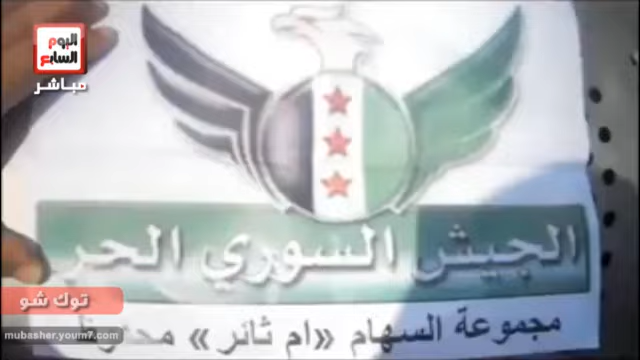 اليوم
السابع
مباشر
الجيش السوري الحر
توك شو
مجموعة السهام «ام ثائر»
mubasher.youm7.com